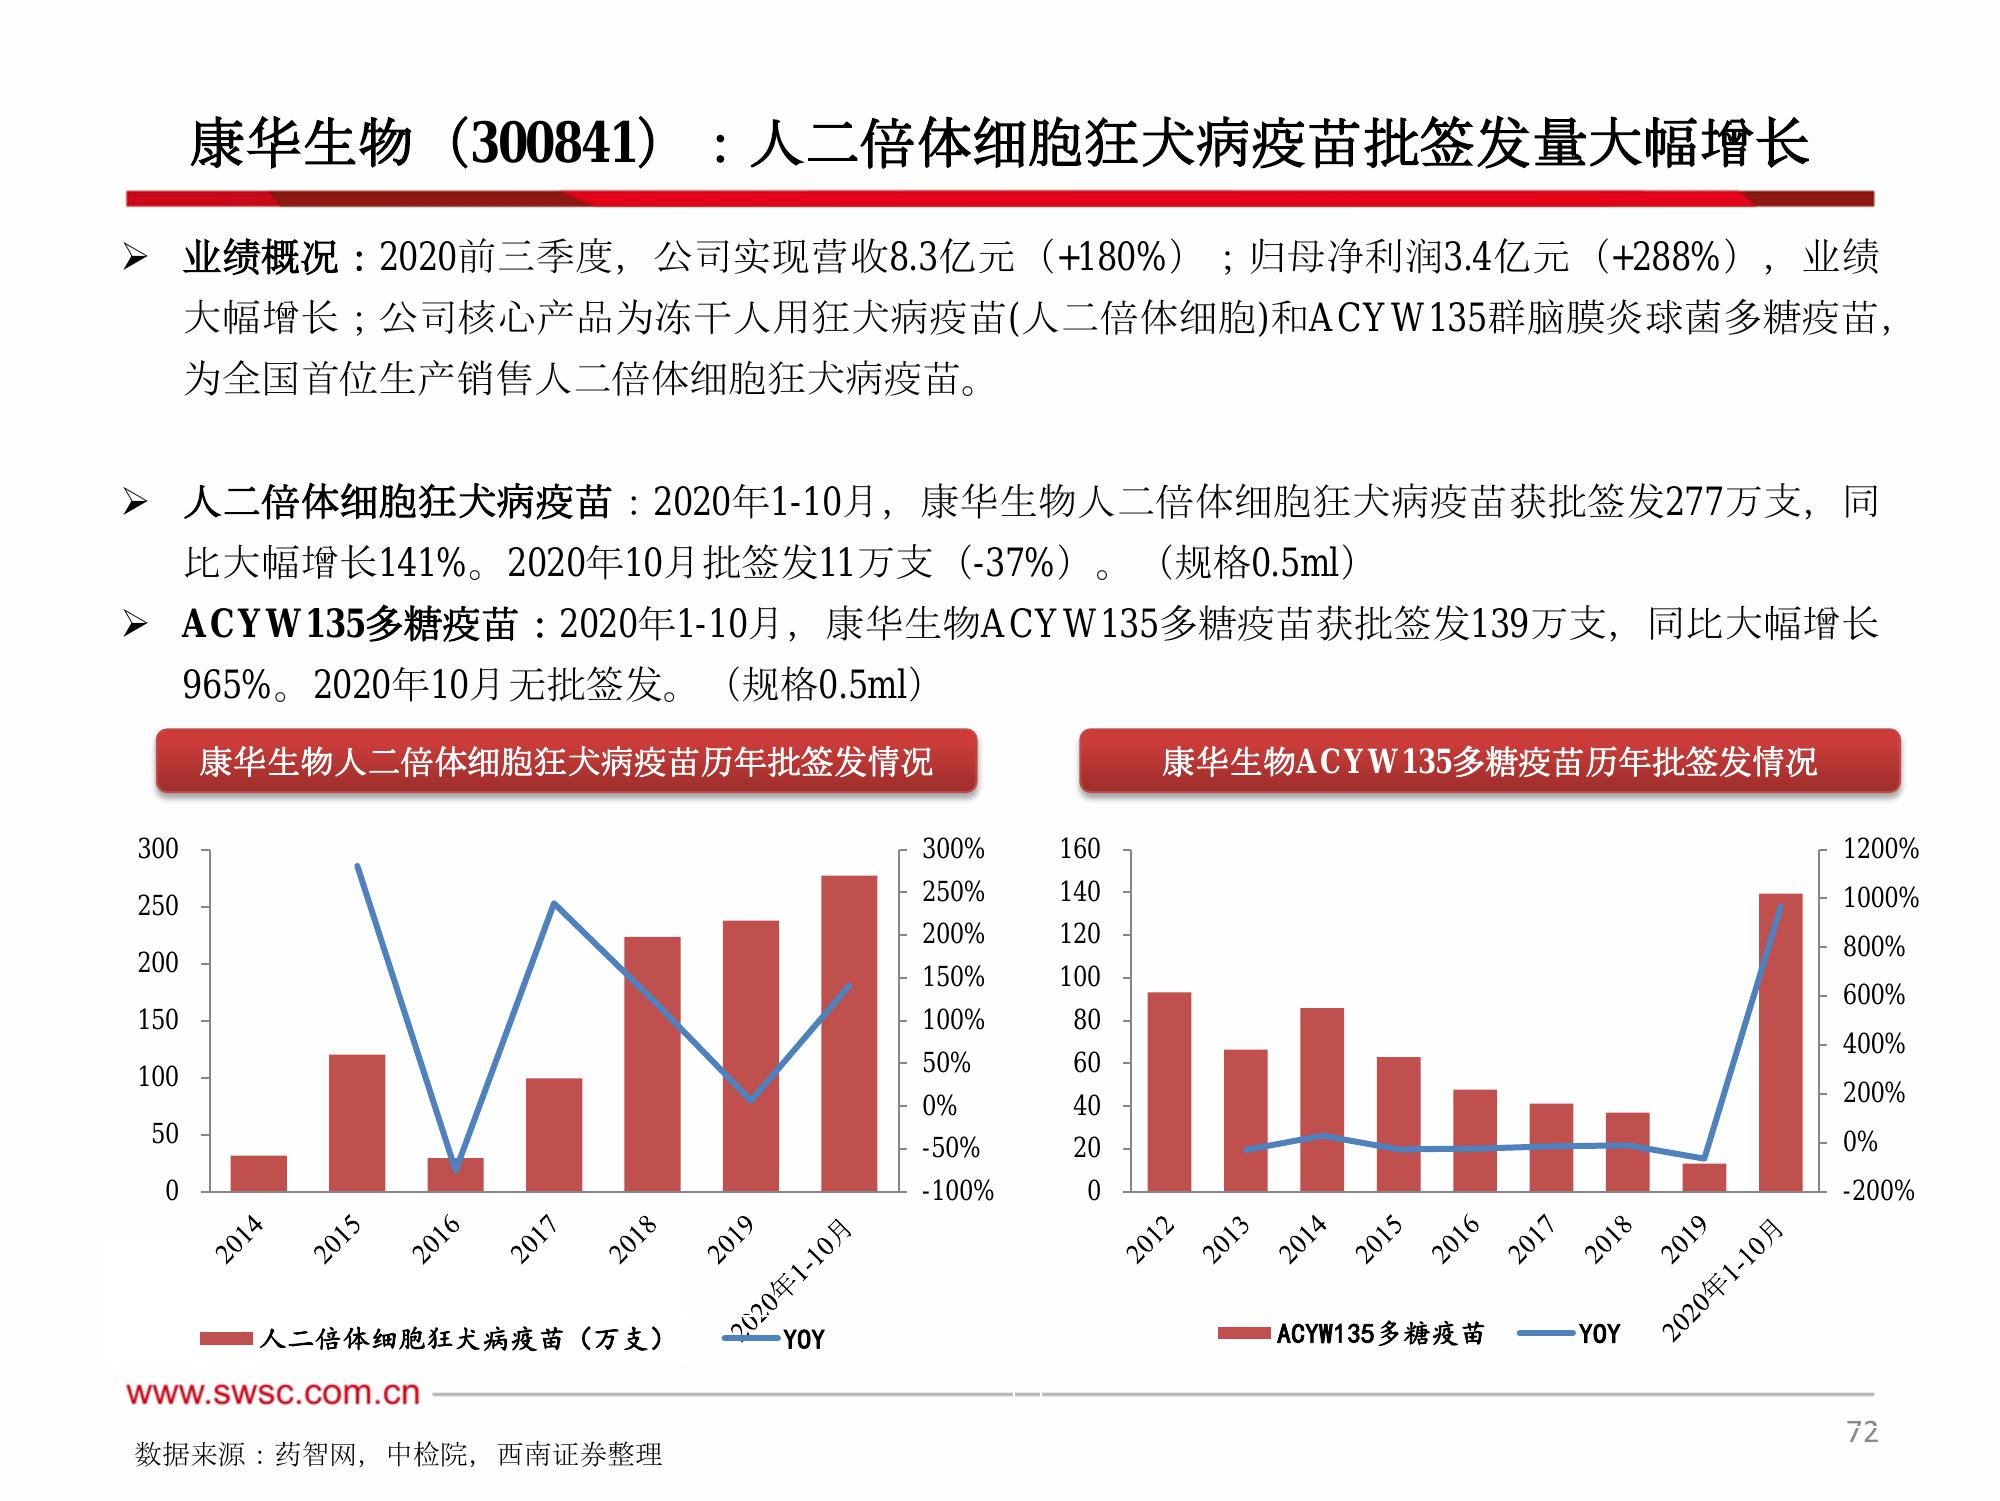 康华生物（300841）：人二倍体细胞狂犬病疫苗批签发量大幅增长
➢ 业绩概况：2020前三季度，公司实现营收8.3亿元（+180%）；归母净利润3.4亿元（+288%），业绩
大幅增长；公司核心产品为冻干人用狂犬病疫苗(人二倍体细胞)和ACYW135群脑膜炎球菌多糖疫苗，
为全国首位生产销售人二倍体细胞狂犬病疫苗。
➢ 人二倍体细胞狂犬病疫苗：2020年1-10月，康华生物人二倍体细胞狂犬病疫苗获批签发277万支，同
比大幅增长141%。2020年10月批签发11万支（-37%）。（规格0.5ml）
➢ ACYW135多糖疫苗：2020年1-10月，康华生物ACYW135多糖疫苗获批签发139万支，同比大幅增长
965%。2020年10月无批签发。（规格0.5ml）
康华生物人二倍体细胞狂犬病疫苗历年批签发情况
300
250
200
150
100
50
0
300%
250%
200%
150%
100%
50%
0%
-50%
-100%
2014
2015
2016
2017
2018
2019
2020年1-10月
人二倍体细胞狂犬病疫苗（万支）
YOY
康华生物ACYW135多糖疫苗历年批签发情况
160
140
120
100
80
60
40
20
0
1200%
1000%
800%
600%
400%
200%
0%
-200%
2012
2013
2014
2015
2016
2017
2018
2019
2020年1-10月
ACYW135多糖疫苗
YOY
www.swsc.com.cn
72
数据来源：药智网，中检院，西南证券整理